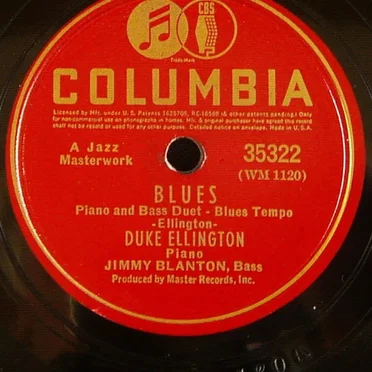 CBS
Trade Mark
COLUMBIA
Licensed by Mfr. under U. S. Pats. 1625705, RE-16588 (& other patents pending) Only
for non-commercial use on phonographs in homes. Mfr. & original purchaser have agreed this record
shall not be resold or used for any other purpose. Detailed notice on envelope. Made in U. S. A.
A Jazz
Masterwork
35322
(WM 1120)
BLUES
Piano and Bass Duet - Blues Tempo
-Ellington-
DUKE ELLINGTON
Piano
JIMMY BLANTON, Bass
Produced by Master Records, Inc.